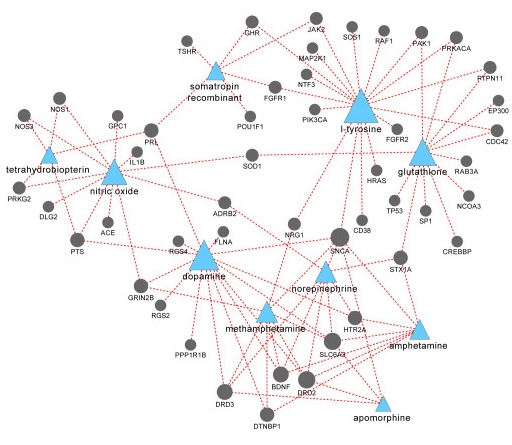 GHR
JAK2
SOS1
RAF1
PAK1
PRKACA
TSHR
MAP2K1
PTPN11
NTF3
somatropin
recombinant
FGFR1
NOS1
EP300
PIK3CA
l-tyrosine
NOS3
GPC1
POU1F1
PRL
FGFR2
CDC42
IL1B
SOD1
tetrahydrobiopterin
nitric oxide
HRAS
glutathione
RAB3A
PRKG2
NCOA3
DLG2
ADRB2
TP53
SP1
ACE
NRG1
CD38
PTS
RGS4
FLNA
SNCA
CREBBP
dopamine
STX1A
norepinephrine
GRIN2B
RGS2
methamphetamine
HTR2A
amphetamine
PPP1R1B
SLC6A3
BDNF
DRD2
DRD3
DTNBP1
apomorphine